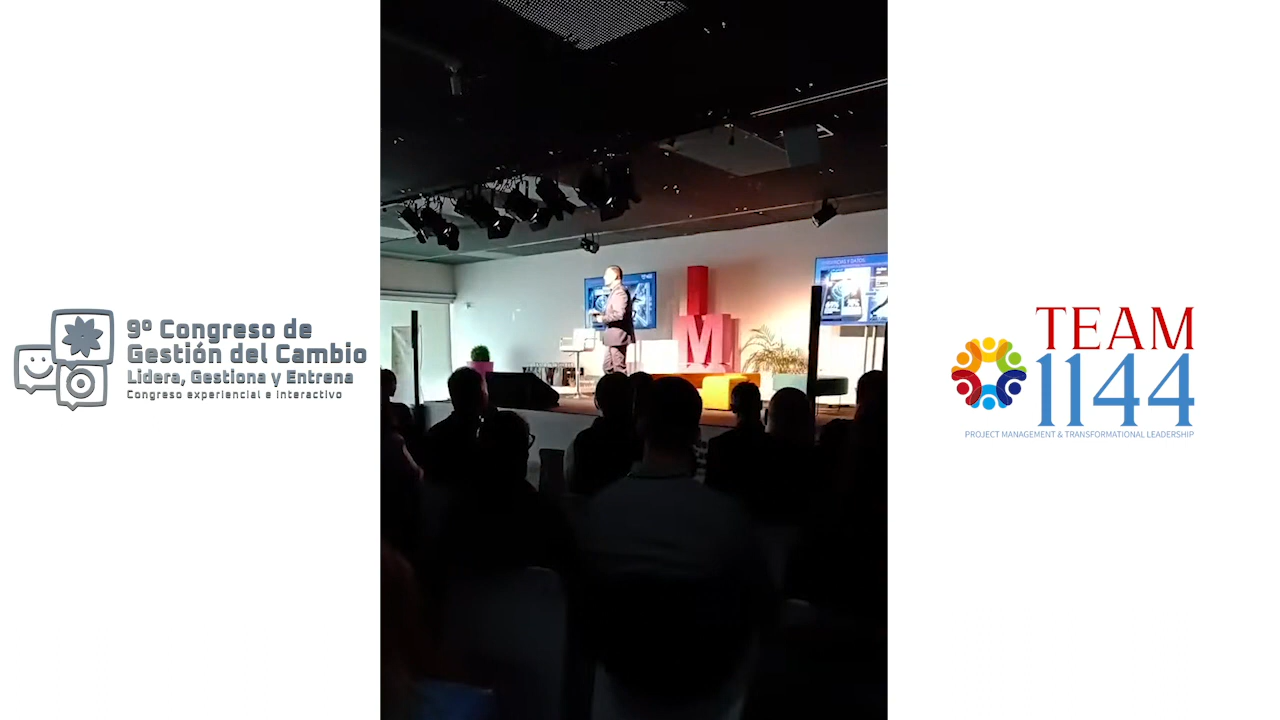 9º Congreso de
Gestión del Cambio
Lidera, Gestiona y Entrena
Congreso experiencial e interactivo
M
TEAM
1144
PROJECT MANAGEMENT & TRANSFORMATIONAL LEADERSHIP